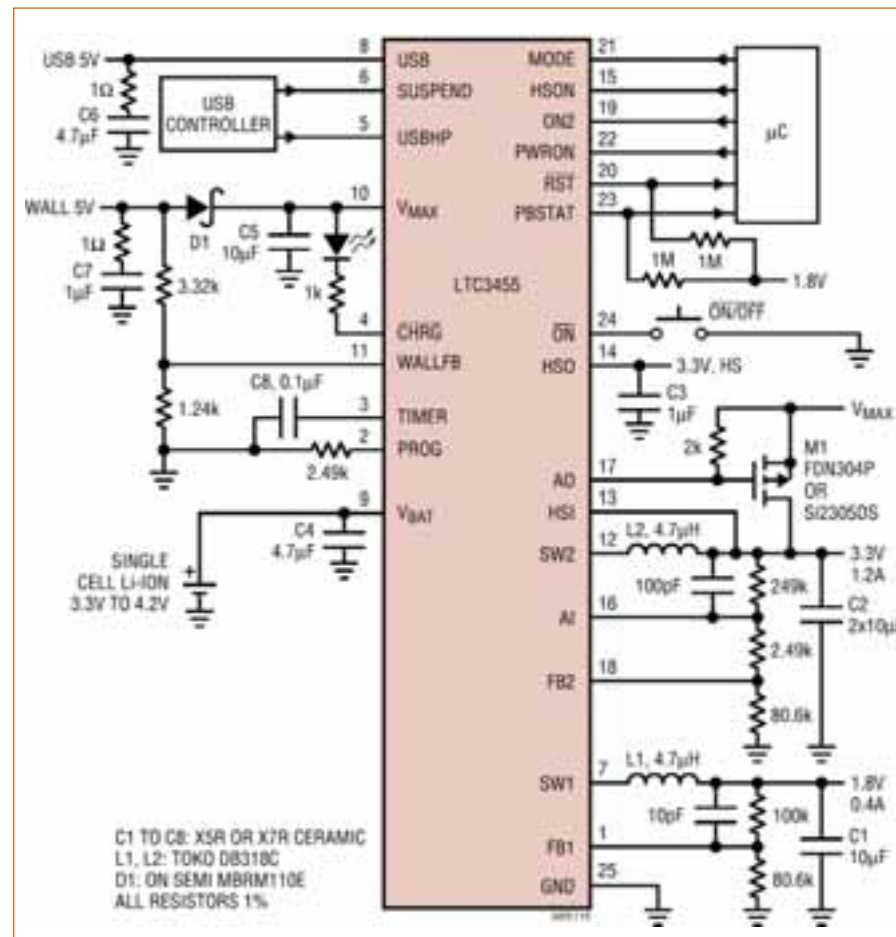 USB 5V
1Ω
C6
4.7µF
USB
CONTROLLER
8
6
5
USB
SUSPEND
USBHP
WALL 5V
1Ω
C7
1µF
D1
3.32k
1.24k
C5
10µF
1k
10
VMAX
4
CHRG
11
WALLFB
C8, 0.1µF
3
TIMER
2
PROG
2.49k
9
VBAT
C4
4.7µF
SINGLE
CELL Li-ION
3.3V TO 4.2V
+
LTC3455
MODE
HSON
ON2
PWRON
RST
PBSTAT
21
15
19
22
20
23
µC
1M
1M
1.8V
ON
24
ON/OFF
HSO
14
3.3V, HS
C3
1µF
VMAX
2k
M1
FDN304P
OR
Si2305DS
AO
17
HSI
13
SW2
12
L2, 4.7µH
3.3V
1.2A
100pF
249k
C2
AI
16
2.49k
FB2
18
80.6k
SW1
7
L1, 4.7µH
1.8V
0.4A
10pF
100k
C1
10µF
FB1
1
80.6k
GND
25
C1 TO C8: X5R OR X7R CERAMIC
L1, L2: TOKO DB318C
D1: ON SEMI MBRM110E
ALL RESISTORS 1%